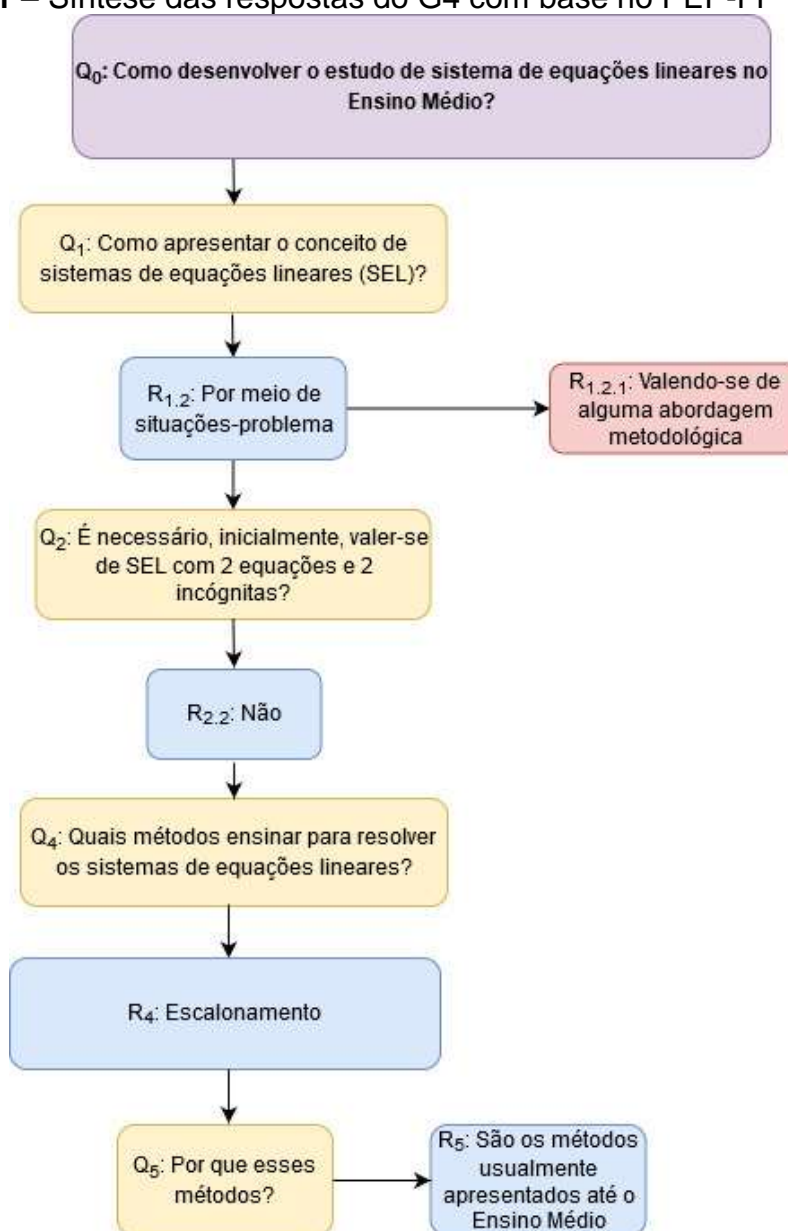 – Síntese das respostas do G4 com base no PEP-FP
Q0: Como desenvolver o estudo de sistema de equações lineares no
Ensino Médio?
Q1: Como apresentar o conceito de
sistemas de equações lineares (SEL)?
R1.2: Por meio de
situações-problema
R1.2.1: Valendo-se de
alguma abordagem
metodológica
Q2: É necessário, inicialmente, valer-se
de SEL com 2 equações e 2
incógnitas?
R2.2: Não
Q4: Quais métodos ensinar para resolver
os sistemas de equações lineares?
R4: Escalonamento
Q5: Por que esses
métodos?
R5: São os métodos
usualmente
apresentados até o
Ensino Médio